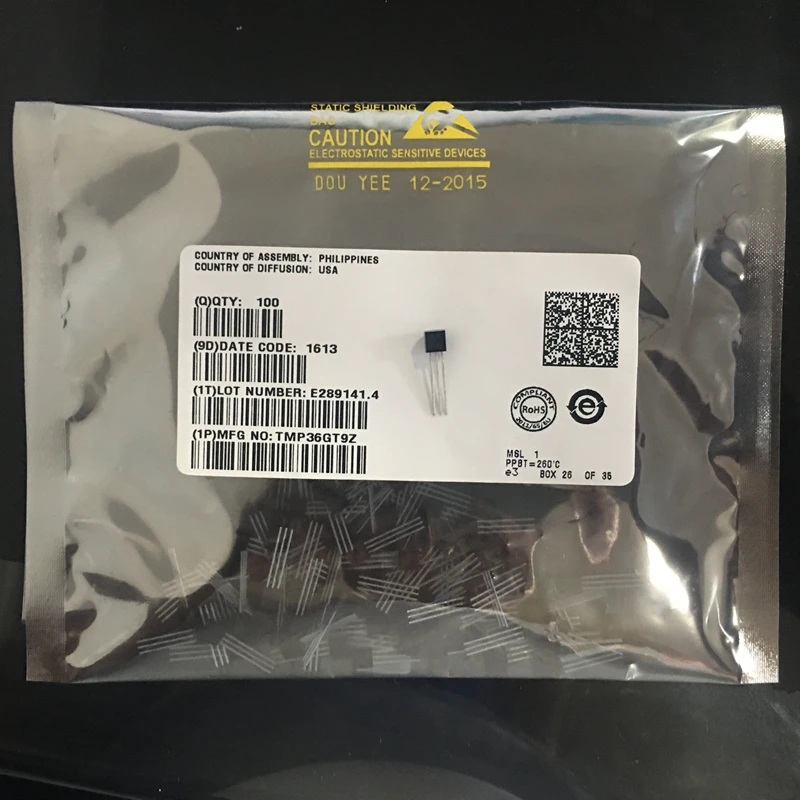 STATIC SHIELDING
BAG
CAUTION
ELECTROSTATIC SENSITIVE DEVICES
DOU YEE 12-2015
COUNTRY OF ASSEMBLY: PHILIPPINES
COUNTRY OF DIFFUSION: USA
(Q)QTY: 100
(9D)DATE CODE: 1613
(1T)LOT NUMBER: E289141.4
(1P)MFG NO: TMP36GT9Z
COMPLIANT
RoHS
e
MSL 1
PPBT=260°C
e3 BOX 26 OF 35